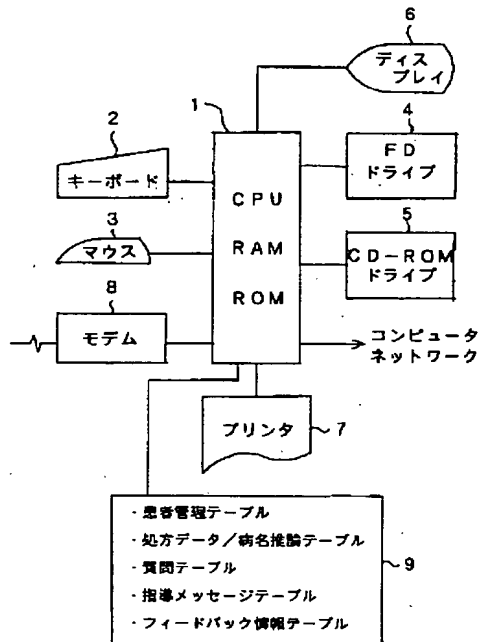 6
ディス
プレイ
1
2
キーボード
CPU
RAM
ROM
4
FD
ドライブ
3
マウス
5
CD-ROM
ドライブ
8
モデム
コンピュータ
ネットワーク
プリンタ
7
・患者管理テーブル
・処方データ/病名推論テーブル
・質問テーブル
・指導メッセージテーブル
・フィードバック情報テーブル
9